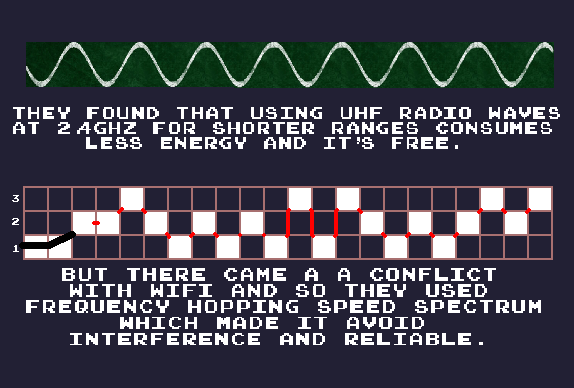 THEY FOUND THAT USING UHF RADIO WAVES
AT 2.4GHZ FOR SHORTER RANGES CONSUMES
LESS ENERGY AND IT'S FREE.
3
2
1
BUT THERE CAME A A CONFLICT
WITH WIFI AND SO THEY USED
FREQUENCY HOPPING SPEED SPECTRUM
WHICH MADE IT AVOID
INTERFERENCE AND RELIABLE.